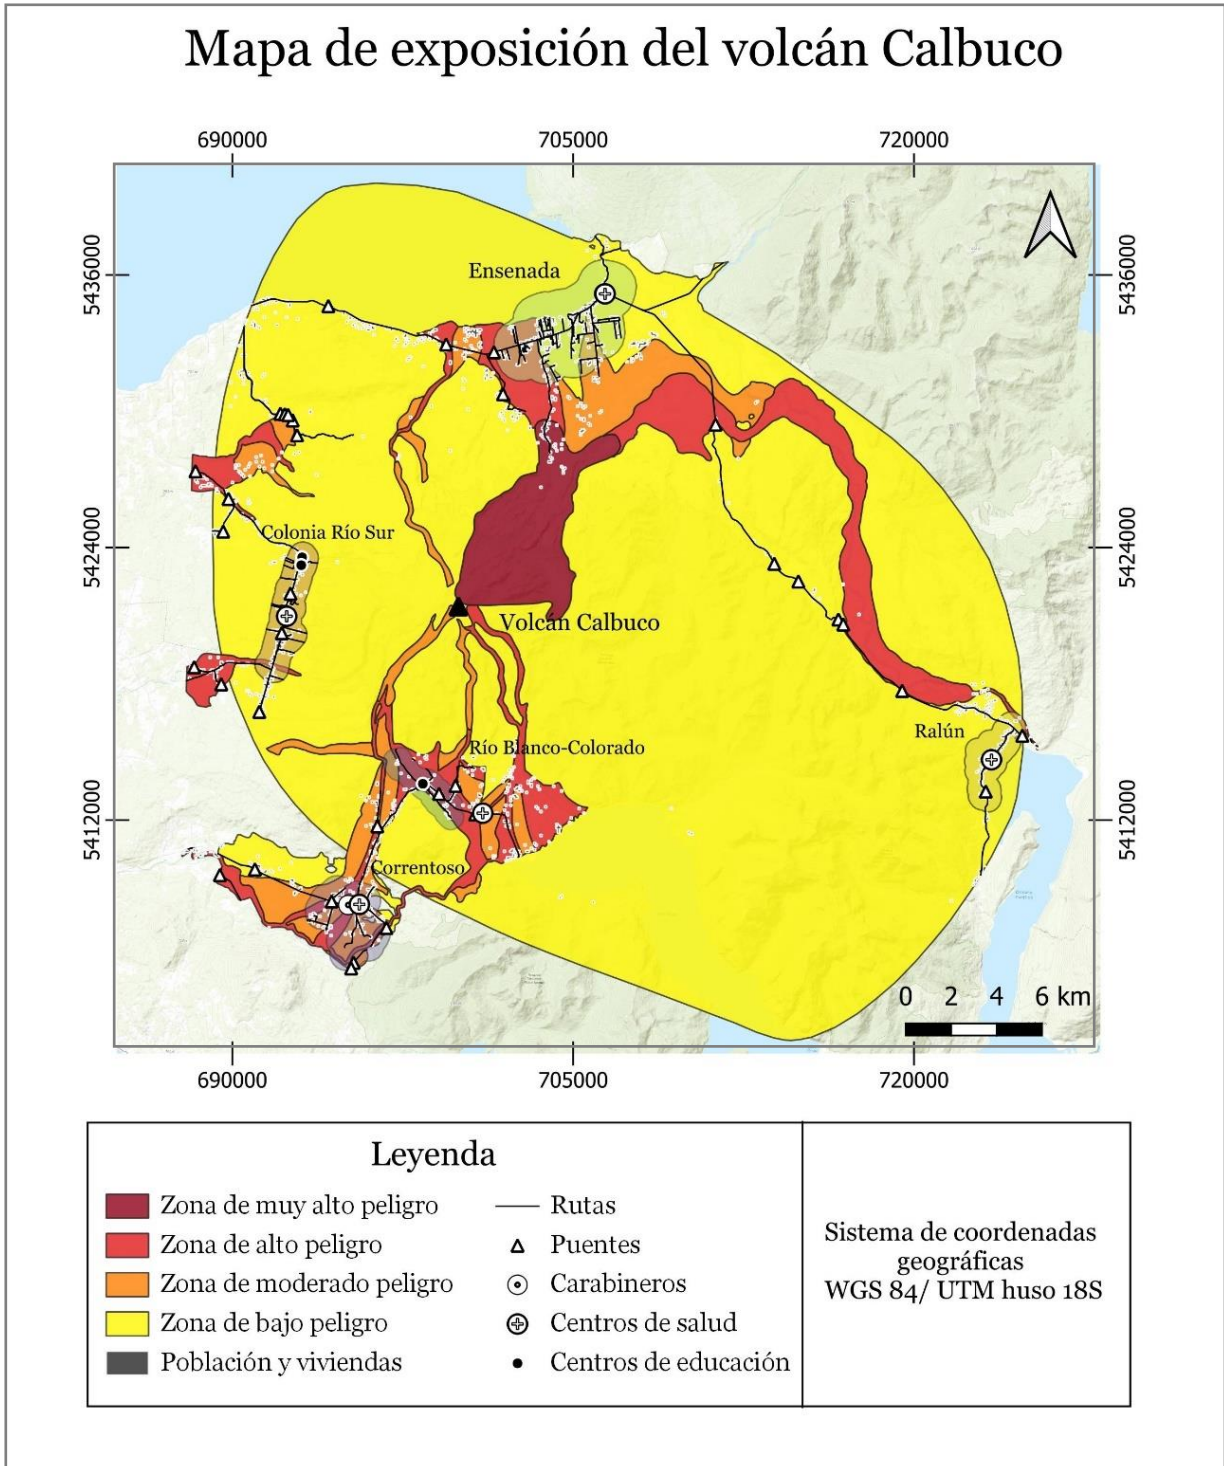 Mapa de exposición del volcán Calbuco
690000
705000
720000
5436000
5436000
Ensenada
5424000
5424000
Colonia Río Sur
Volcán Calbuco
Ralún
Río Blanco-Colorado
5412000
5412000
Correntoso
0 2 4 6 km
690000
705000
720000
Leyenda
Zona de muy alto peligro
Zona de alto peligro
Zona de moderado peligro
Zona de bajo peligro
Población y viviendas
Rutas
Puentes
Carabineros
Centros de salud
Centros de educación
Sistema de coordenadas
geográficas
WGS 84/ UTM huso 18S